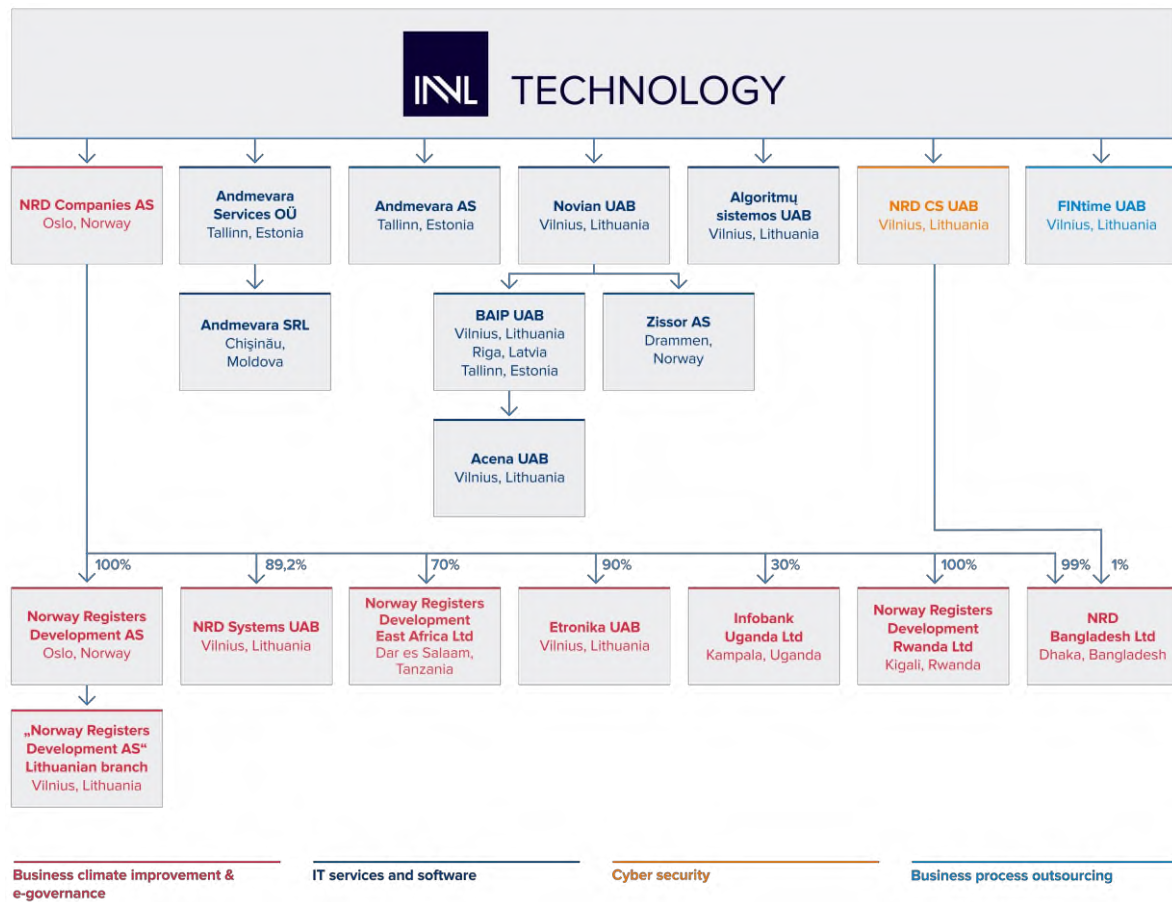 INVL TECHNOLOGY
NRD Companies AS
Oslo, Norway
Andmevara
Services OÜ
Tallinn, Estonia
Andmevara AS
Tallinn, Estonia
Novian UAB
Vilnius, Lithuania
Algoritmų
sistemos UAB
Vilnius, Lithuania
NRD CS UAB
Vilnius, Lithuania
FINtime UAB
Vilnius, Lithuania
Andmevara SRL
Chişinău,
Moldova
BAIP UAB
Vilnius, Lithuania
Riga, Latvia
Tallinn, Estonia
Zissor AS
Drammen,
Norway
Acena UAB
Vilnius, Lithuania
100%
89,2%
70%
90%
30%
100%
99%
1%
Norway Registers
Development AS
Oslo, Norway
NRD Systems UAB
Vilnius, Lithuania
Norway Registers
Development
East Africa Ltd
Dar es Salaam,
Tanzania
Etronika UAB
Vilnius, Lithuania
Infobank
Uganda Ltd
Kampala, Uganda
Norway Registers
Development
Rwanda Ltd
Kigali, Rwanda
NRD
Bangladesh Ltd
Dhaka, Bangladesh
„Norway Registers
Development AS“
Lithuanian branch
Vilnius, Lithuania
Business climate improvement &
e-governance
IT services and software
Cyber security
Business process outsourcing